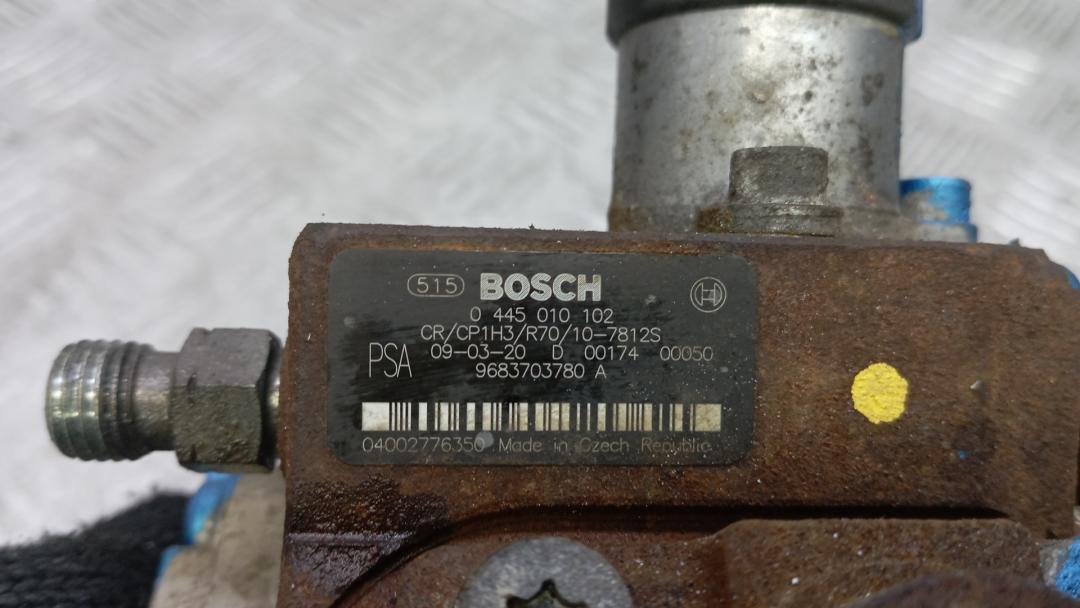 515 BOSCH
0 445 010 102
CR/CP1H3/R70/10-7812S
PSA 09-03-20 D 00174 00050
9683703780 A
04002776350 Made in Czech Republic